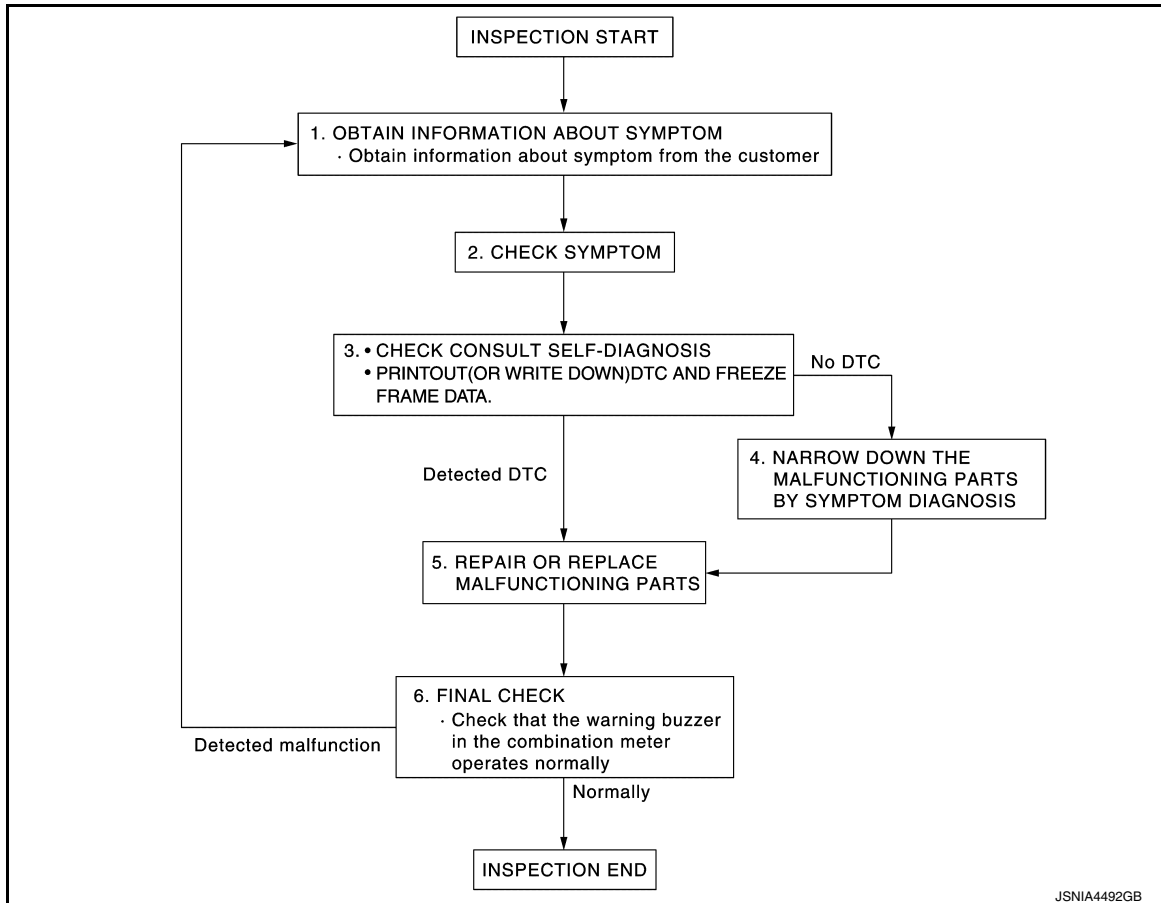 INSPECTION START
1. OBTAIN INFORMATION ABOUT SYMPTOM
· Obtain information about symptom from the customer
2. CHECK SYMPTOM
3. • CHECK CONSULT SELF-DIAGNOSIS
• PRINTOUT(OR WRITE DOWN)DTC AND FREEZE
FRAME DATA.
No DTC
Detected DTC
4. NARROW DOWN THE
MALFUNCTIONING PARTS
BY SYMPTOM DIAGNOSIS
5. REPAIR OR REPLACE
MALFUNCTIONING PARTS
6. FINAL CHECK
· Check that the warning buzzer
in the combination meter
operates normally
Detected malfunction
Normally
INSPECTION END
JSNIA4492GB